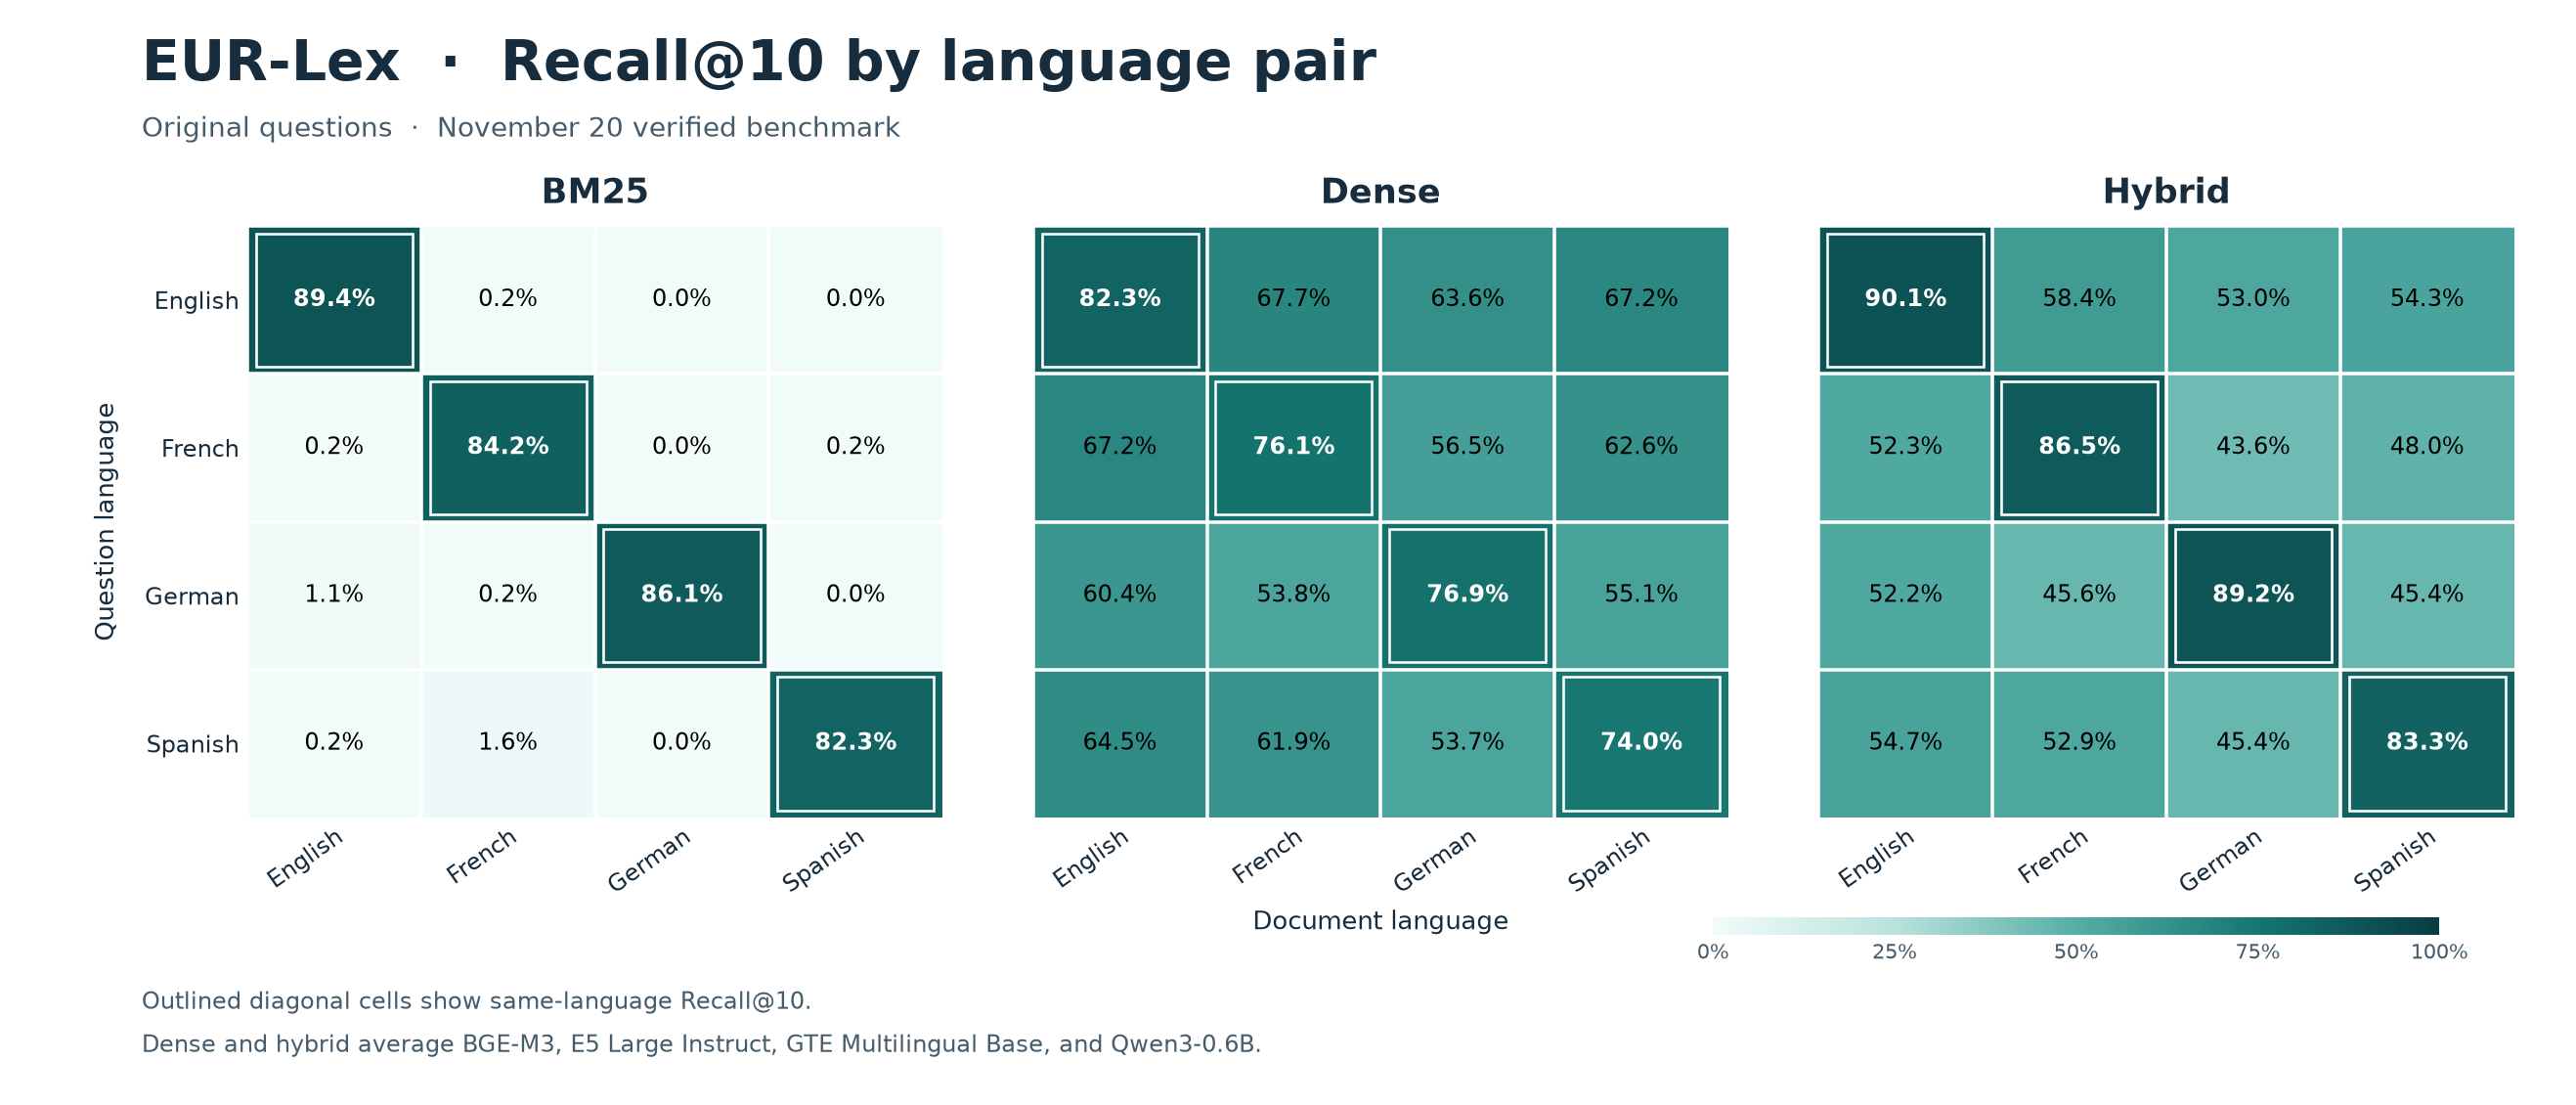 EUR-Lex · Recall@10 by language pair
Original questions · November 20 verified benchmark
BM25 Dense Hybrid
Question language
English 89.4% 0.2% 0.0% 0.0% 82.3% 67.7% 63.6% 67.2% 90.1% 58.4% 53.0% 54.3%
French 0.2% 84.2% 0.0% 0.2% 67.2% 76.1% 56.5% 62.6% 52.3% 86.5% 43.6% 48.0%
German 1.1% 0.2% 86.1% 0.0% 60.4% 53.8% 76.9% 55.1% 52.2% 45.6% 89.2% 45.4%
Spanish 0.2% 1.6% 0.0% 82.3% 64.5% 61.9% 53.7% 74.0% 54.7% 52.9% 45.4% 83.3%
English French German Spanish English French German Spanish English French German Spanish
Document language
0% 25% 50% 75% 100%
Outlined diagonal cells show same-language Recall@10.
Dense and hybrid average BGE-M3, E5 Large Instruct, GTE Multilingual Base, and Qwen3-0.6B.